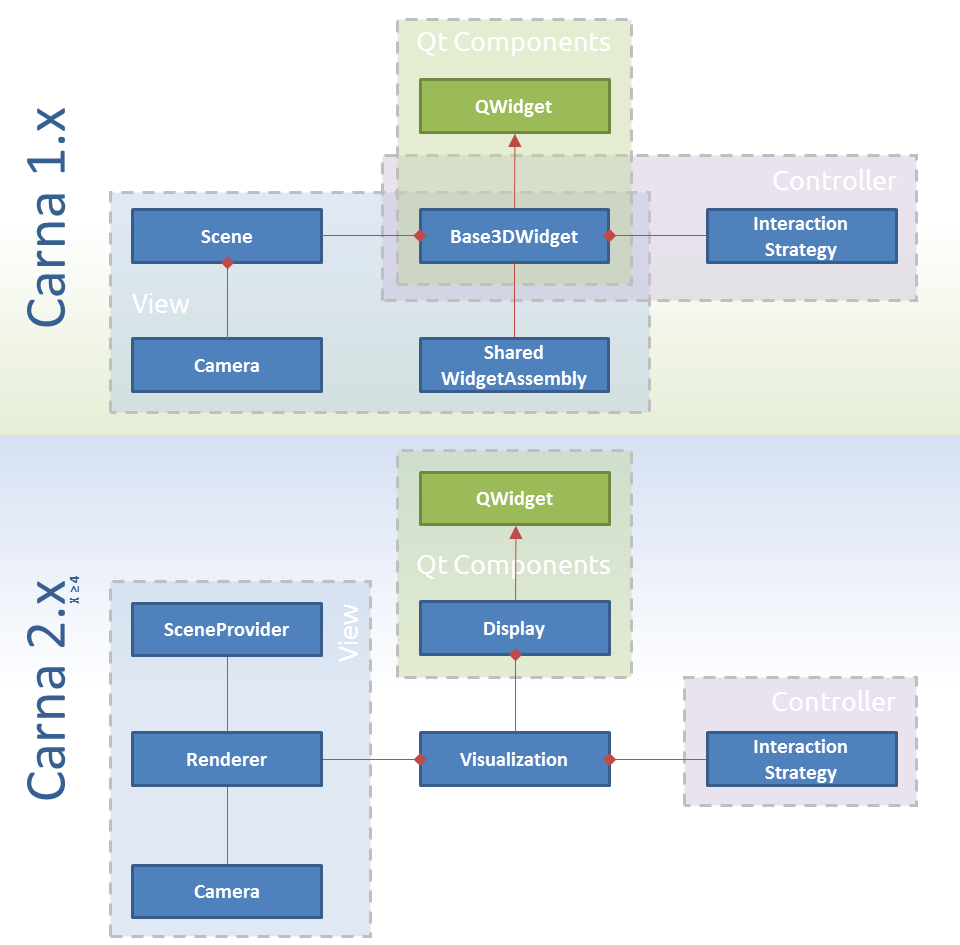 Carna 1.x
Qt Components
QWidget
Controller
Scene
Base3DWidget
Interaction
Strategy
View
Camera
Shared
WidgetAssembly
Carna 2.x
x ≥ 4
QWidget
Qt Components
SceneProvider
View
Display
Controller
Renderer
Visualization
Interaction
Strategy
Camera